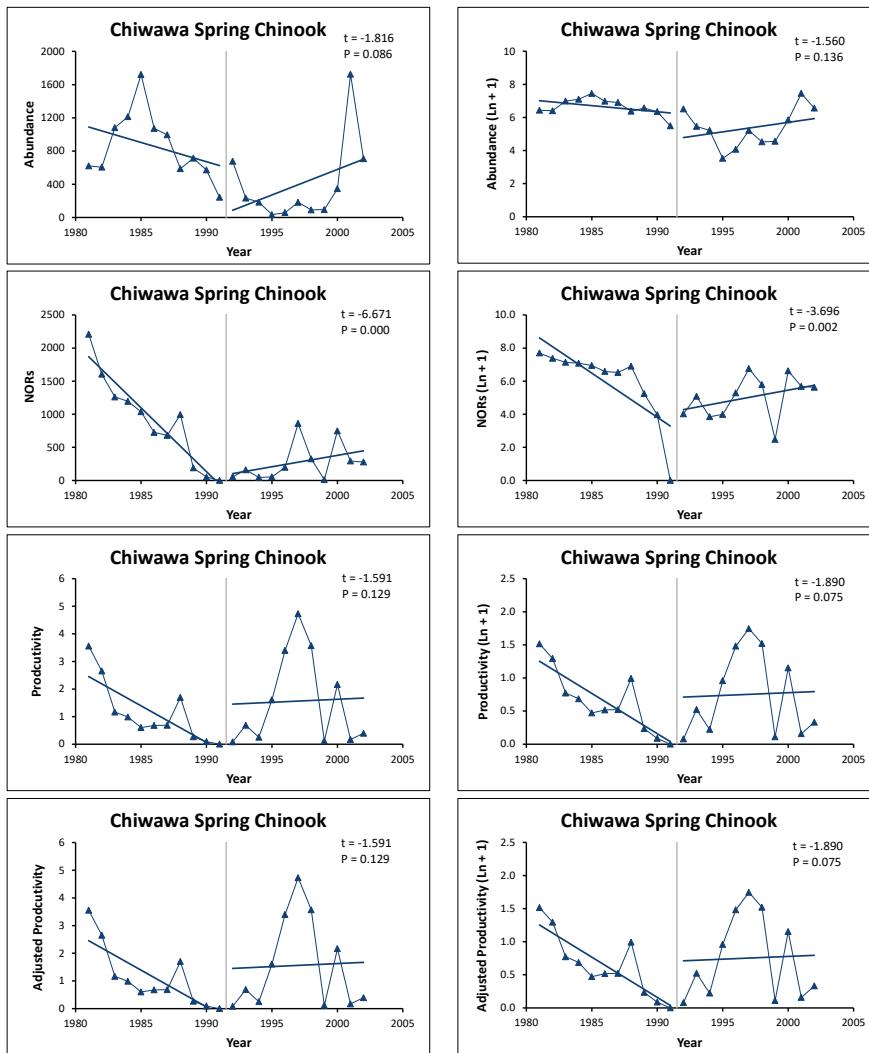 Chiwawa Spring Chinook
t = -1.816
P = 0.086
2000
1600
1200
800
400
0
Abundance
1980
1985
1990
1995
2000
2005
Year
Chiwawa Spring Chinook
t = -1.560
P = 0.136
10
8
6
4
2
0
Abundance (Ln + 1)
1980
1985
1990
1995
2000
2005
Year
Chiwawa Spring Chinook
t = -6.671
P = 0.000
2500
2000
1500
1000
500
0
NORs
1980
1985
1990
1995
2000
2005
Year
Chiwawa Spring Chinook
t = -3.696
P = 0.002
10.0
8.0
6.0
4.0
2.0
0.0
NORs (Ln + 1)
1980
1985
1990
1995
2000
2005
Year
Chiwawa Spring Chinook
t = -1.591
P = 0.129
6
5
4
3
2
1
0
Prodcutivity
1980
1985
1990
1995
2000
2005
Year
Chiwawa Spring Chinook
t = -1.890
P = 0.075
2.5
2.0
1.5
1.0
0.5
0.0
Productivity (Ln + 1)
1980
1985
1990
1995
2000
2005
Year
Chiwawa Spring Chinook
t = -1.591
P = 0.129
6
5
4
3
2
1
0
Adjusted Prodcutivity
1980
1985
1990
1995
2000
2005
Year
Chiwawa Spring Chinook
t = -1.890
P = 0.075
2.5
2.0
1.5
1.0
0.5
0.0
Adjusted Productivity (Ln + 1)
1980
1985
1990
1995
2000
2005
Year